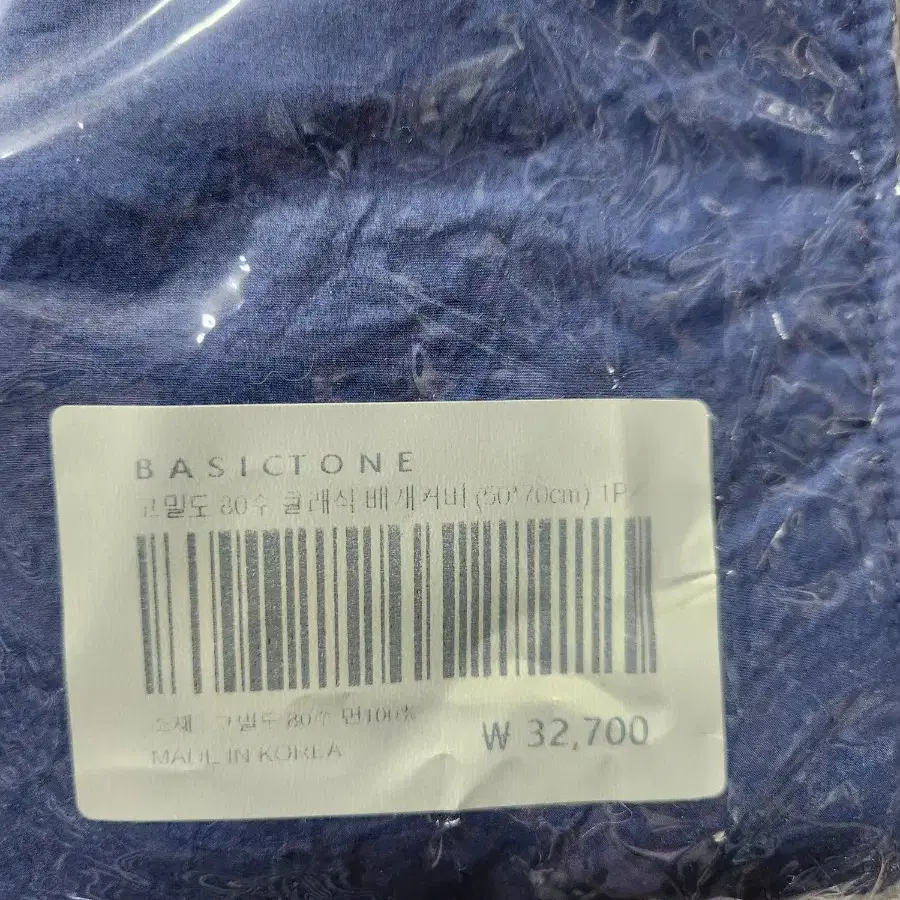 BASICTONE
고밀도 80수 클래식 배개커버 (50*70cm) 1P
소재 : 고밀도 80수 면100%
MADE IN KOREA
₩ 32,700